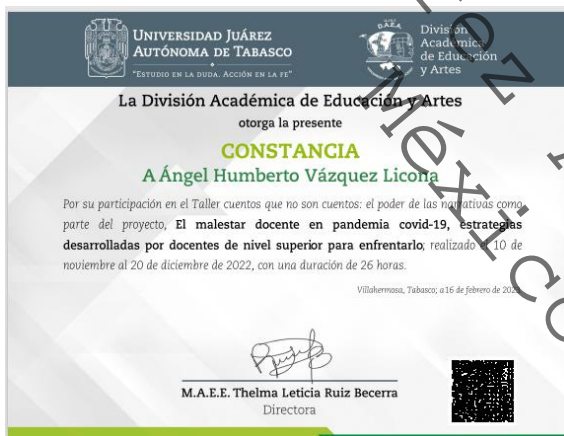 UNIVERSIDAD JUÁREZ
AUTÓNOMA DE TABASCO
"ESTUDIO EN LA DUDA. ACCIÓN EN LA FE"
DAEA
División
Académica
de Educación
y Artes
La División Académica de Educación y Artes
otorga la presente
CONSTANCIA
A Ángel Humberto Vázquez Licona
Por su participación en el Taller cuentos que no son cuentos: el poder de las narrativas como
parte del proyecto, El malestar docente en pandemia covid-19, estrategias
desarrolladas por docentes de nivel superior para enfrentarlo; realizado el 10 de
noviembre al 20 de diciembre de 2022, con una duración de 26 horas.
Villahermosa, Tabasco; a 16 de febrero de
M.A.E.E. Thelma Leticia Ruiz Becerra
Directora
México